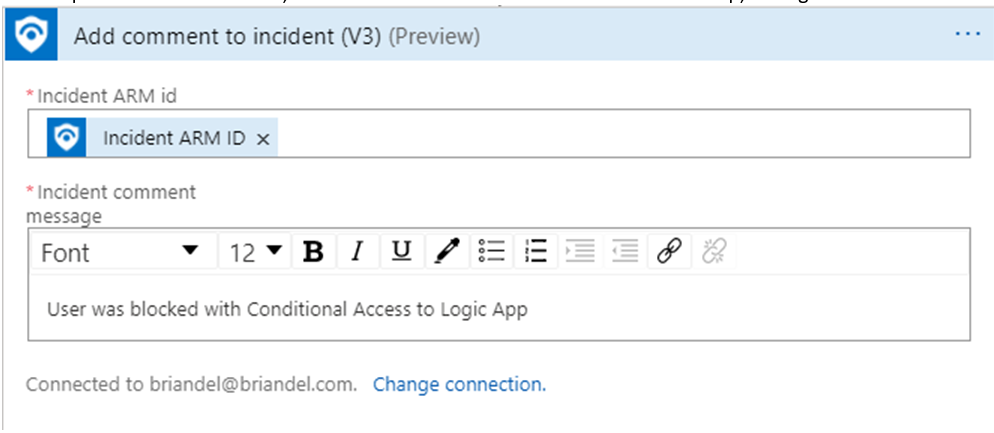 Add comment to incident (V3) (Preview) ...
* Incident ARM id
Incident ARM ID ×
* Incident comment
message
Font 12 B I U
User was blocked with Conditional Access to Logic App
Connected to briandel@briandel.com. Change connection.